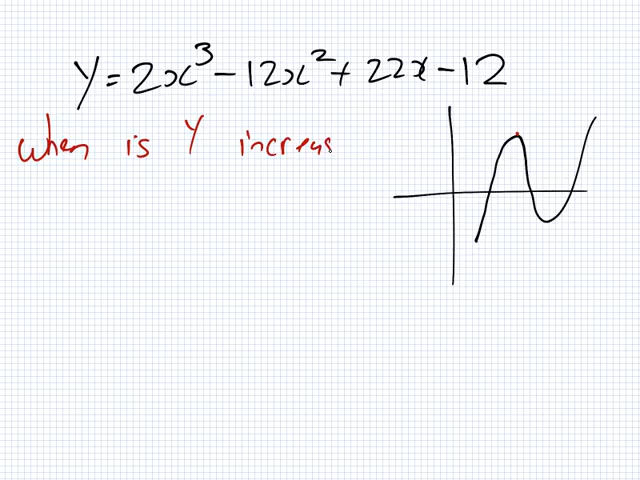 Y = 2x³ - 12x² + 22x - 12
when is Y increas